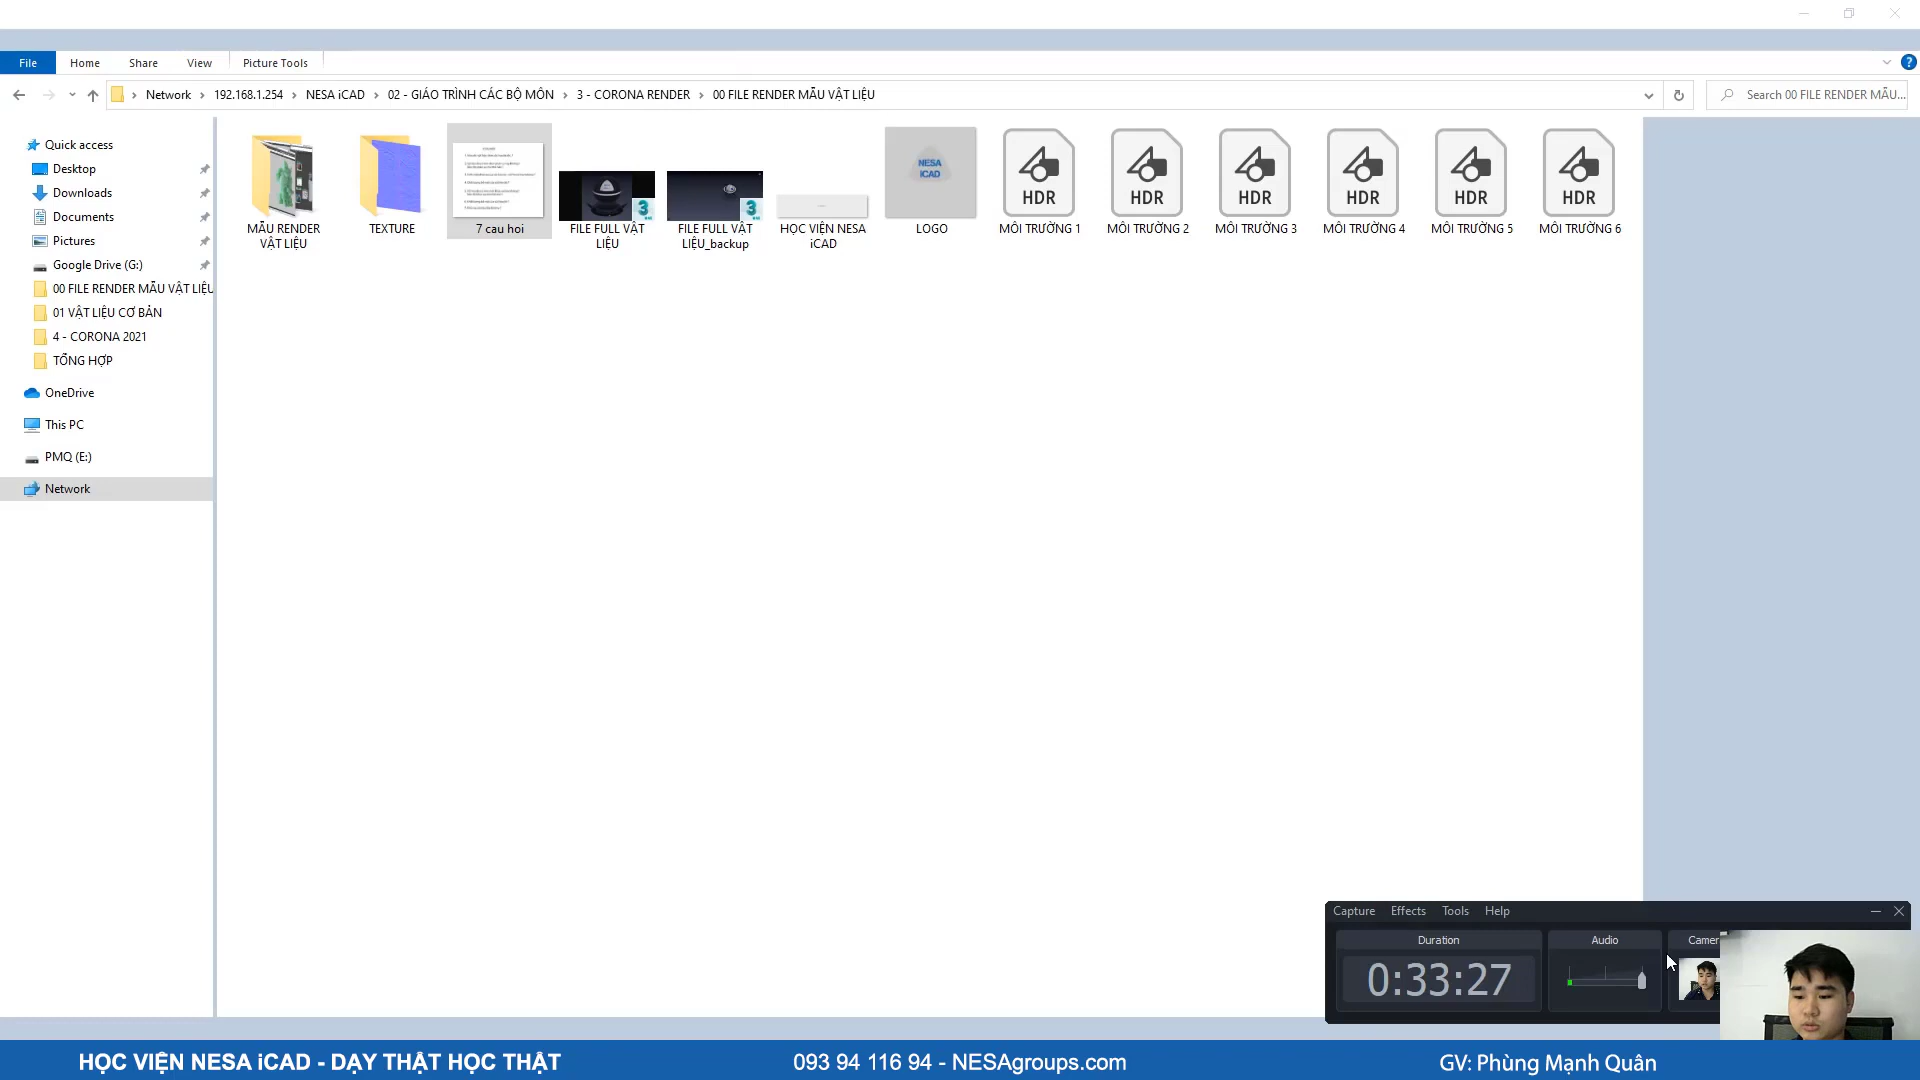 File Home Share View Picture Tools
Network 192.168.1.254 NESA iCAD 02 - GIÁO TRÌNH CÁC BỘ MÔN 3 - CORONA RENDER 00 FILE RENDER MẪU VẬT LIỆU
Search 00 FILE RENDER MẪU...
Quick access
Desktop
Downloads
Documents
Pictures
Google Drive (G:)
00 FILE RENDER MẪU VẬT LIỆU
01 VẬT LIỆU CƠ BẢN
4 - CORONA 2021
TỔNG HỢP
OneDrive
This PC
PMQ (E:)
Network
MẪU RENDER
VẬT LIỆU
TEXTURE
7 cau hoi
FILE FULL VẬT
LIỆU
FILE FULL VẬT
LIỆU_backup
HỌC VIỆN NESA
iCAD
NESA
iCAD
LOGO
HDR
MÔI TRƯỜNG 1
HDR
MÔI TRƯỜNG 2
HDR
MÔI TRƯỜNG 3
HDR
MÔI TRƯỜNG 4
HDR
MÔI TRƯỜNG 5
HDR
MÔI TRƯỜNG 6
Capture Effects Tools Help
Duration Audio Camer
0:33:27
HỌC VIỆN NESA iCAD - DẠY THẬT HỌC THẬT
093 94 116 94 - NESAgroups.com
GV: Phùng Mạnh Quân